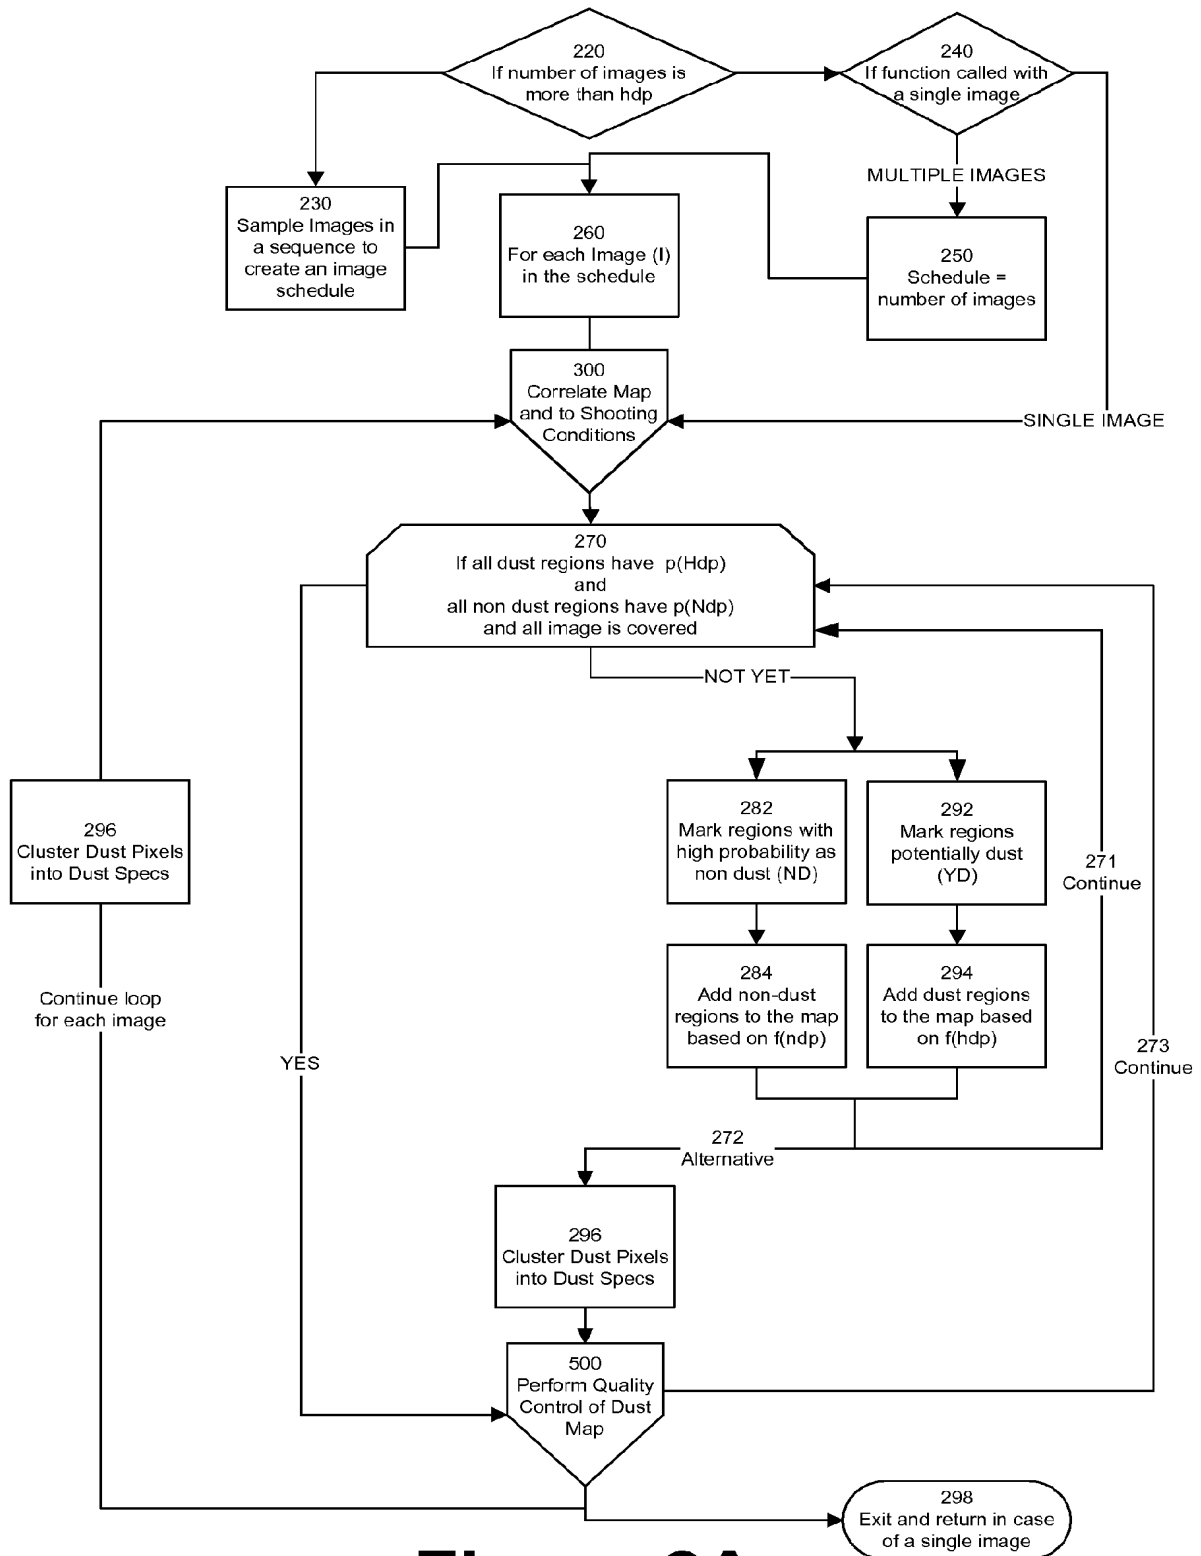 220
If number of images is
more than hdp
240
If function called with
a single image
MULTIPLE IMAGES
230
Sample Images in
a sequence to
create an image
schedule
260
For each Image (I)
in the schedule
250
Schedule =
number of images
300
Correlate Map
and to Shooting
Conditions
SINGLE IMAGE
270
If all dust regions have p(Hdp)
and
all non dust regions have p(Ndp)
and all image is covered
NOT YET
282
Mark regions with
high probability as
non dust (ND)
292
Mark regions
potentially dust
(YD)
296
Cluster Dust Pixels
into Dust Specs
271
Continue
284
Add non-dust
regions to the map
based on f(ndp)
294
Add dust regions
to the map based
on f(hdp)
Continue loop
for each image
YES
273
Continue
272
Alternative
296
Cluster Dust Pixels
into Dust Specs
500
Perform Quality
Control of Dust
Map
298
Exit and return in case
of a single image